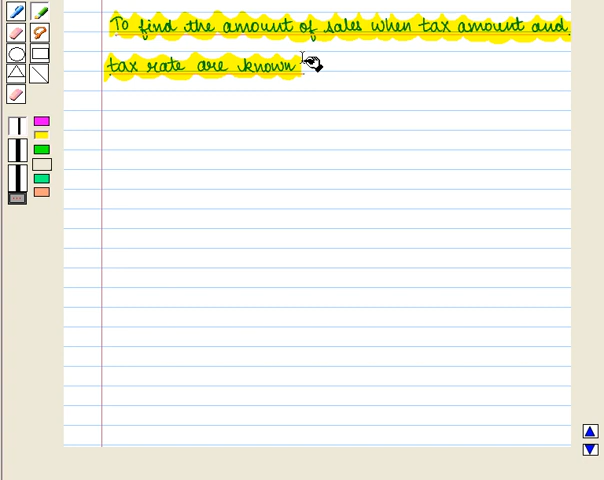 To find the amount of sales when tax amount and
tax rate are known